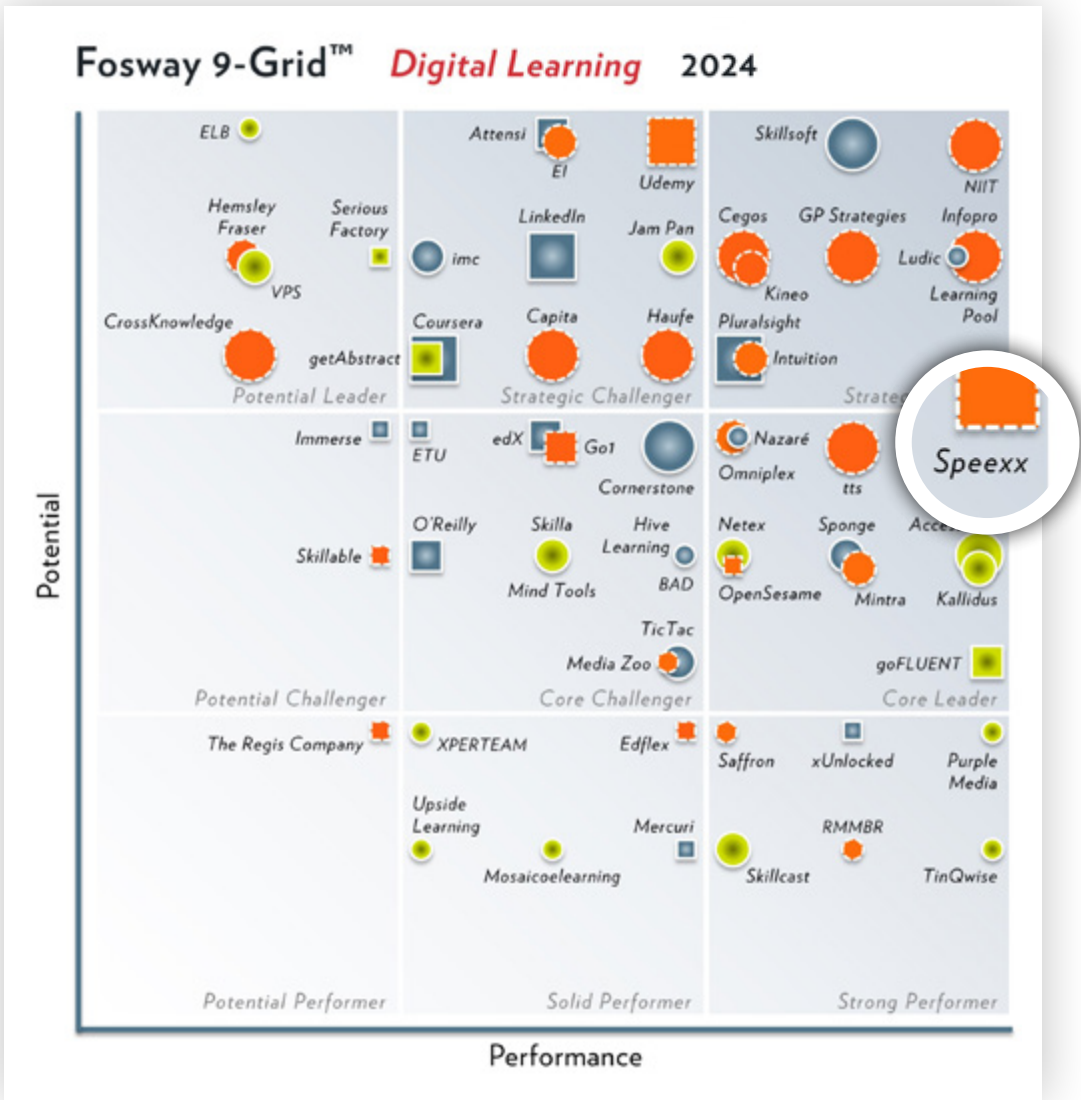 Fosway 9-Grid™ Digital Learning 2024
ELB
Attensi
EI
Udemy
Skillsoft
NIIT
Hemsley
Fraser
Serious
Factory
VPS
LinkedIn
imc
Jam Pan
Cegos
GP Strategies
Infopro
Ludic
Kineo
Learning
Pool
CrossKnowledge
getAbstract
Coursera
Capita
Haufe
Pluralsight
Intuition
Potential Leader
Strategic Challenger
Speexx
Immerse
ETU
edX
Go1
Cornerstone
Nazaré
Omniplex
tts
Skillable
O'Reilly
Skilla
Mind Tools
Hive
Learning
BAD
Netex
OpenSesame
Sponge
Mintra
Kallidus
TicTac
Media Zoo
goFLUENT
Potential Challenger
Core Challenger
Core Leader
The Regis Company
XPERTEAM
Edflex
Saffron
xUnlocked
Purple
Media
Upside
Learning
Mosaicoelearning
Mercuri
Skillcast
RMMBR
TinQwise
Potential Performer
Solid Performer
Strong Performer
Potential
Performance